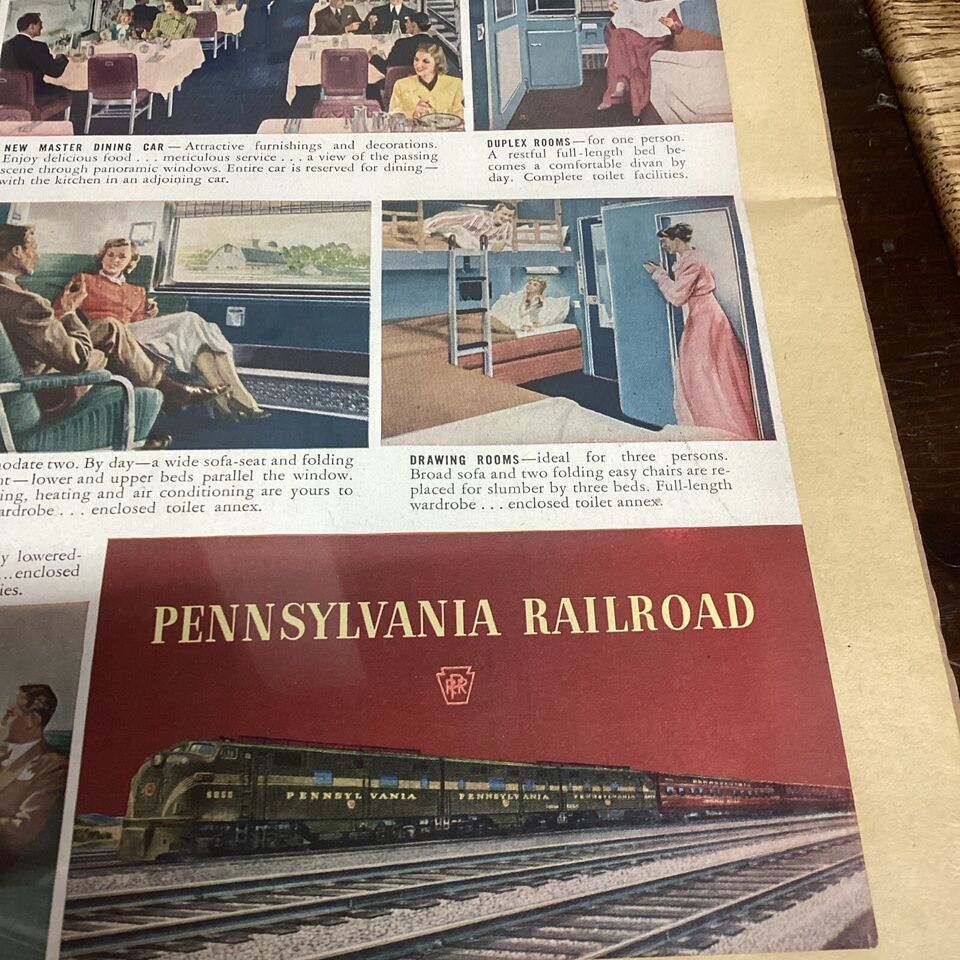 NEW MASTER DINING CAR — Attractive furnishings and decorations.
Enjoy delicious food . . . meticulous service . . . a view of the passing
scene through panoramic windows. Entire car is reserved for dining—
with the kitchen in an adjoining car.
DUPLEX ROOMS—for one person.
A restful full-length bed be-
comes a comfortable divan by
day. Complete toilet facilities.
odate two. By day—a wide sofa-seat and folding
nt—lower and upper beds parallel the window.
ing, heating and air conditioning are yours to
ardrobe . . . enclosed toilet annex.
DRAWING ROOMS—ideal for three persons.
Broad sofa and two folding easy chairs are re-
placed for slumber by three beds. Full-length
wardrobe . . . enclosed toilet annex.
y lowered-
...enclosed
ies.
PENNSYLVANIA RAILROAD
PRR
PENNSYLVANIA
PENNSYLVANIA
PENNSYLVANIA